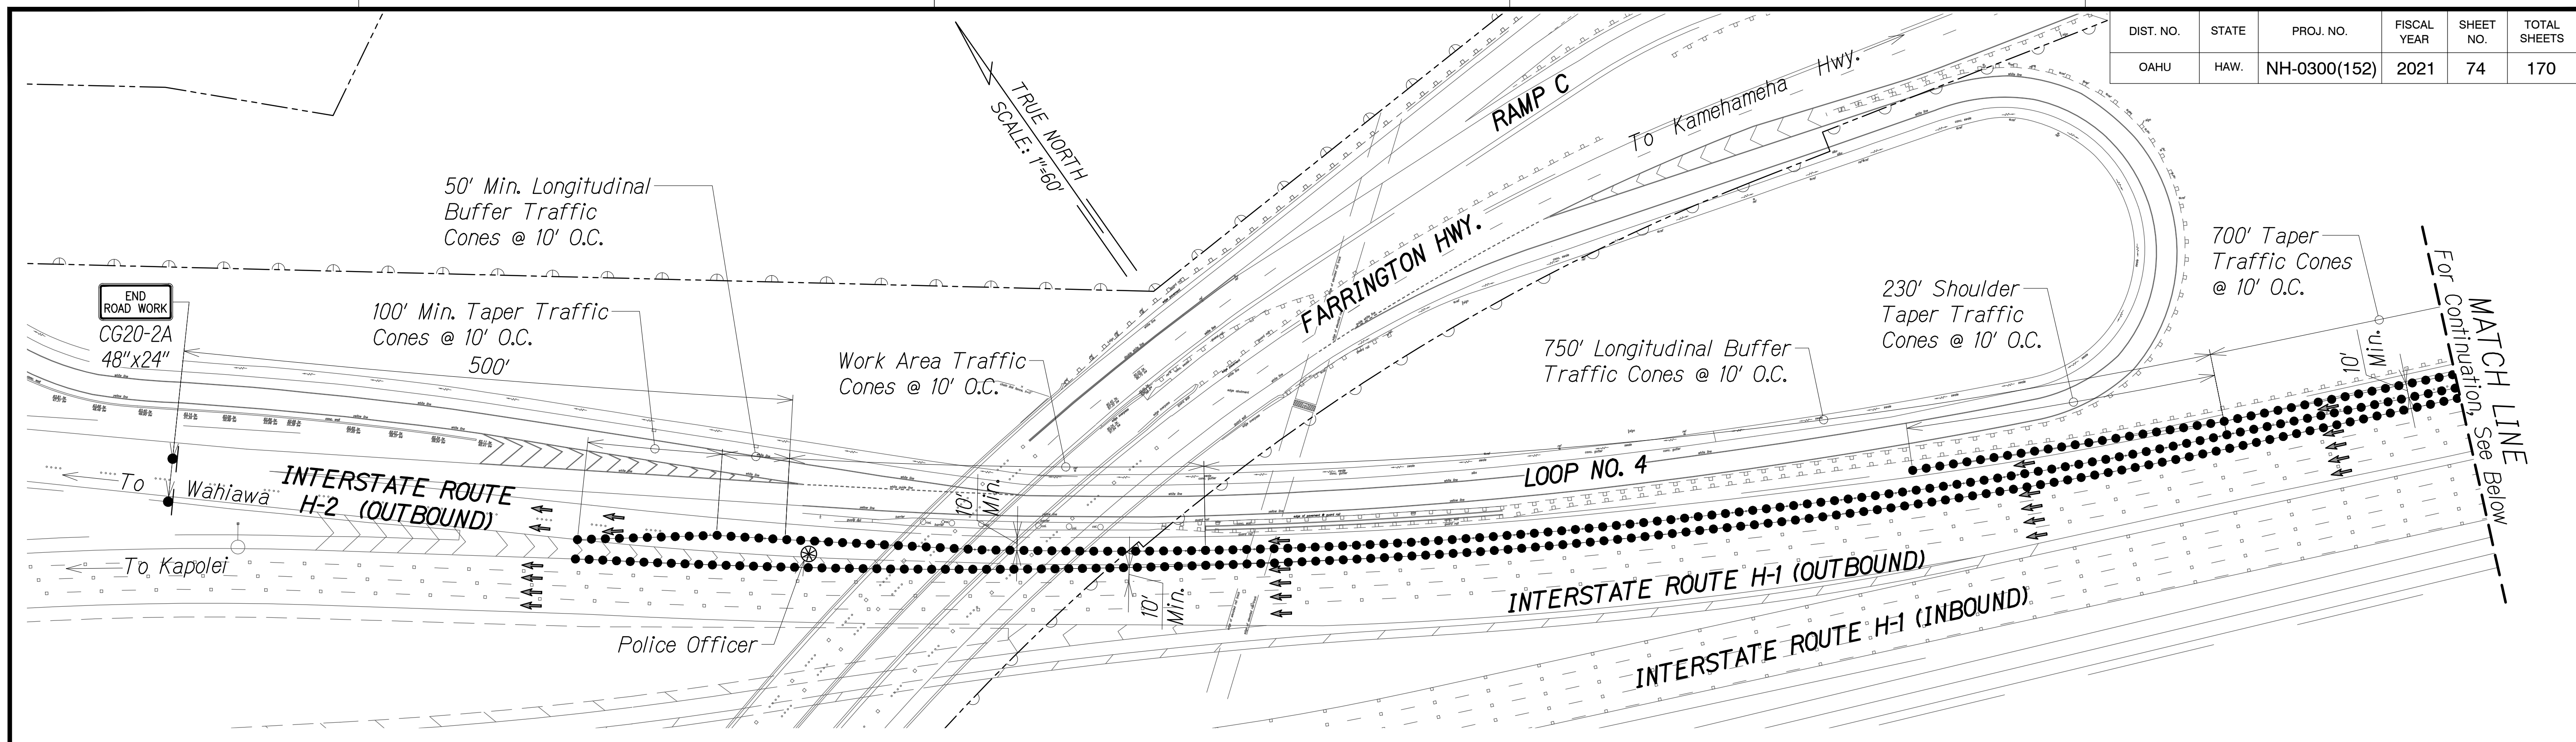 DIST. NO.
STATE
PROJ. NO.
FISCAL
YEAR
SHEET
NO.
TOTAL
SHEETS
OAHU
HAW.
NH-0300(152)
2021
74
170
TRUE NORTH
SCALE: 1"=60'
RAMP C
To Kamehameha Hwy.
FARRINGTON HWY.
50' Min. Longitudinal
Buffer Traffic
Cones @ 10' O.C.
END
ROAD WORK
CG20-2A
48"x24"
100' Min. Taper Traffic
Cones @ 10' O.C.
500'
Work Area Traffic
Cones @ 10' O.C.
750' Longitudinal Buffer
Traffic Cones @ 10' O.C.
230' Shoulder
Taper Traffic
Cones @ 10' O.C.
700' Taper
Traffic Cones
@ 10' O.C.
10'
Min.
MATCH LINE
For Continuation, See Below
LOOP NO. 4
To Wahiawa
INTERSTATE ROUTE
H-2 (OUTBOUND)
10'
Min.
To Kapolei
10'
Min.
Police Officer
INTERSTATE ROUTE H-1 (OUTBOUND)
INTERSTATE ROUTE H-1 (INBOUND)